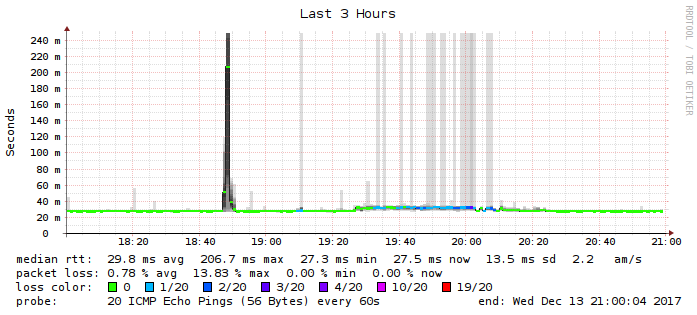 Last 3 Hours
RRDTOOL / TOBI OETIKER
Seconds
240 m
220 m
200 m
180 m
160 m
140 m
120 m
100 m
80 m
60 m
40 m
20 m
0
18:20 18:40 19:00 19:20 19:40 20:00 20:20 20:40 21:00
median rtt: 29.8 ms avg 206.7 ms max 27.3 ms min 27.5 ms now 13.5 ms sd 2.2 am/s
packet loss: 0.78 % avg 13.83 % max 0.00 % min 0.00 % now
loss color: 0 1/20 2/20 3/20 4/20 10/20 19/20
probe: 20 ICMP Echo Pings (56 Bytes) every 60s end: Wed Dec 13 21:00:04 2017